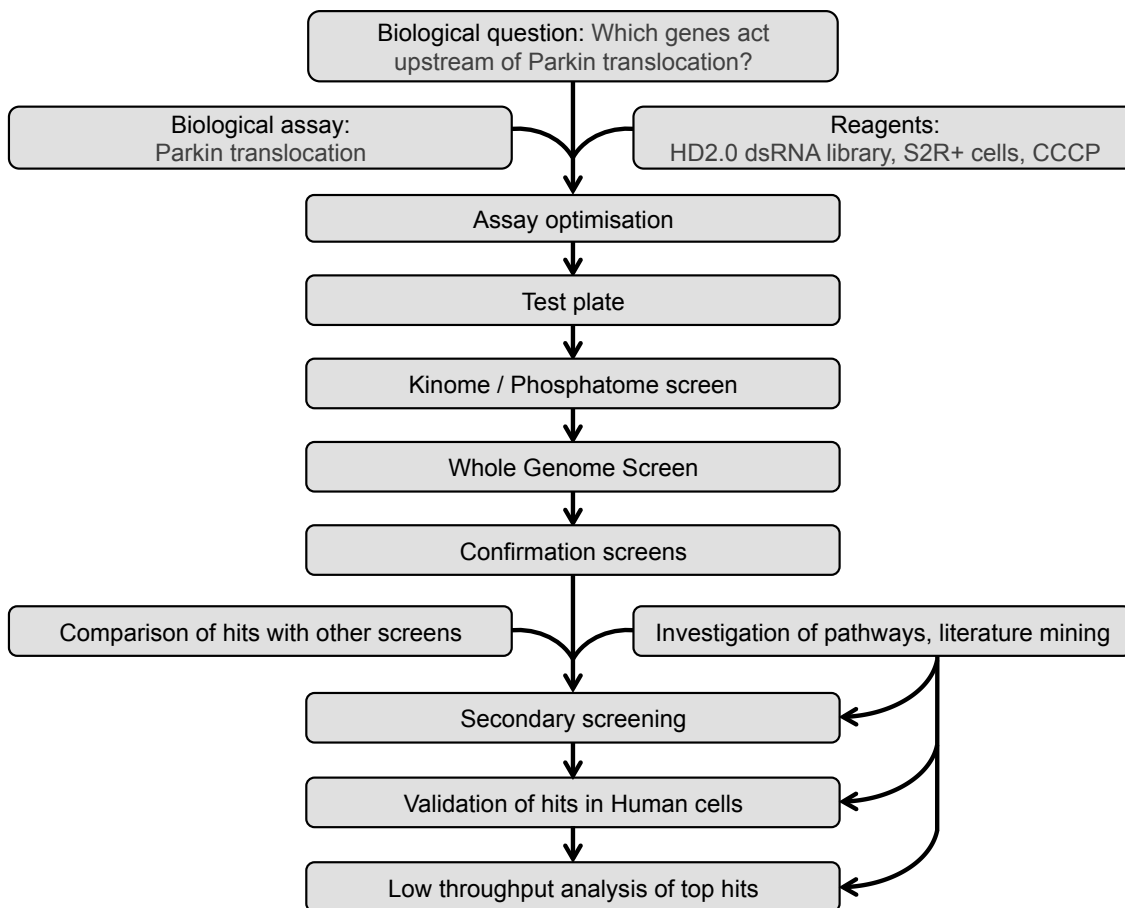 Biological question: Which genes act
upstream of Parkin translocation?
Biological assay:
Parkin translocation
Reagents:
HD2.0 dsRNA library, S2R+ cells, CCCP
Assay optimisation
Test plate
Kinome / Phosphatome screen
Whole Genome Screen
Confirmation screens
Comparison of hits with other screens
Investigation of pathways, literature mining
Secondary screening
Validation of hits in Human cells
Low throughput analysis of top hits